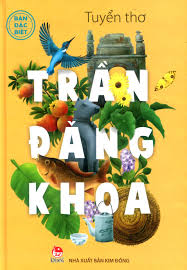 BẢN
ĐẶC
BIỆT
Tuyển thơ
TRẦN
ĐĂNG
KHOA
NHÀ XUẤT BẢN KIM ĐỒNG